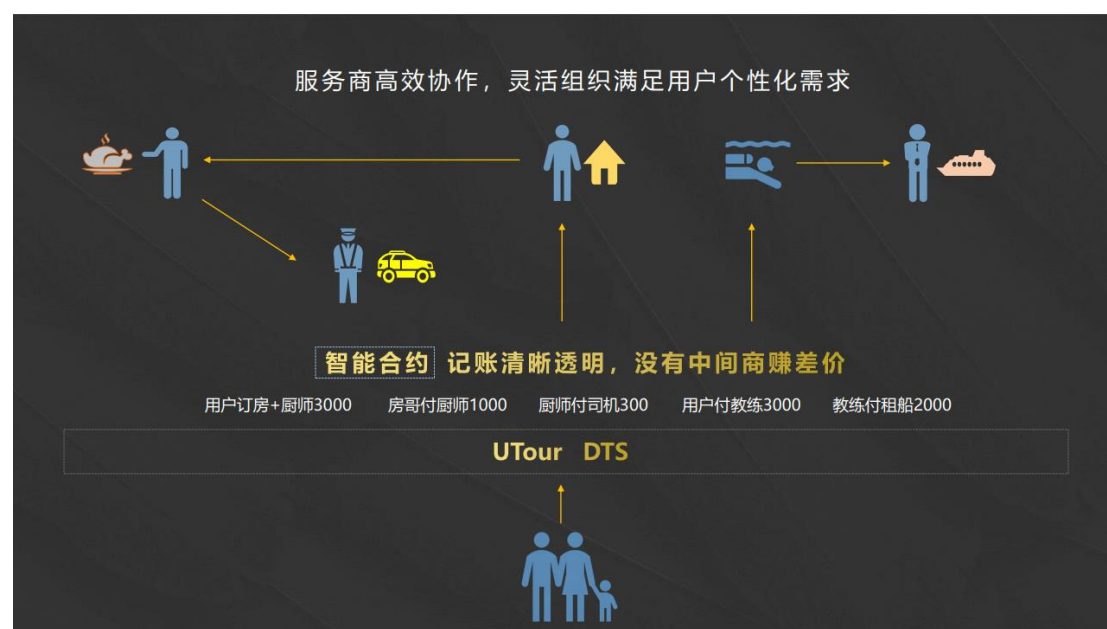 服务商高效协作，灵活组织满足用户个性化需求
智能合约 记账清晰透明，没有中间商赚差价
用户订房+厨师3000 房哥付厨师1000 厨师付司机300 用户付教练3000 教练付租船2000
UTour DTS